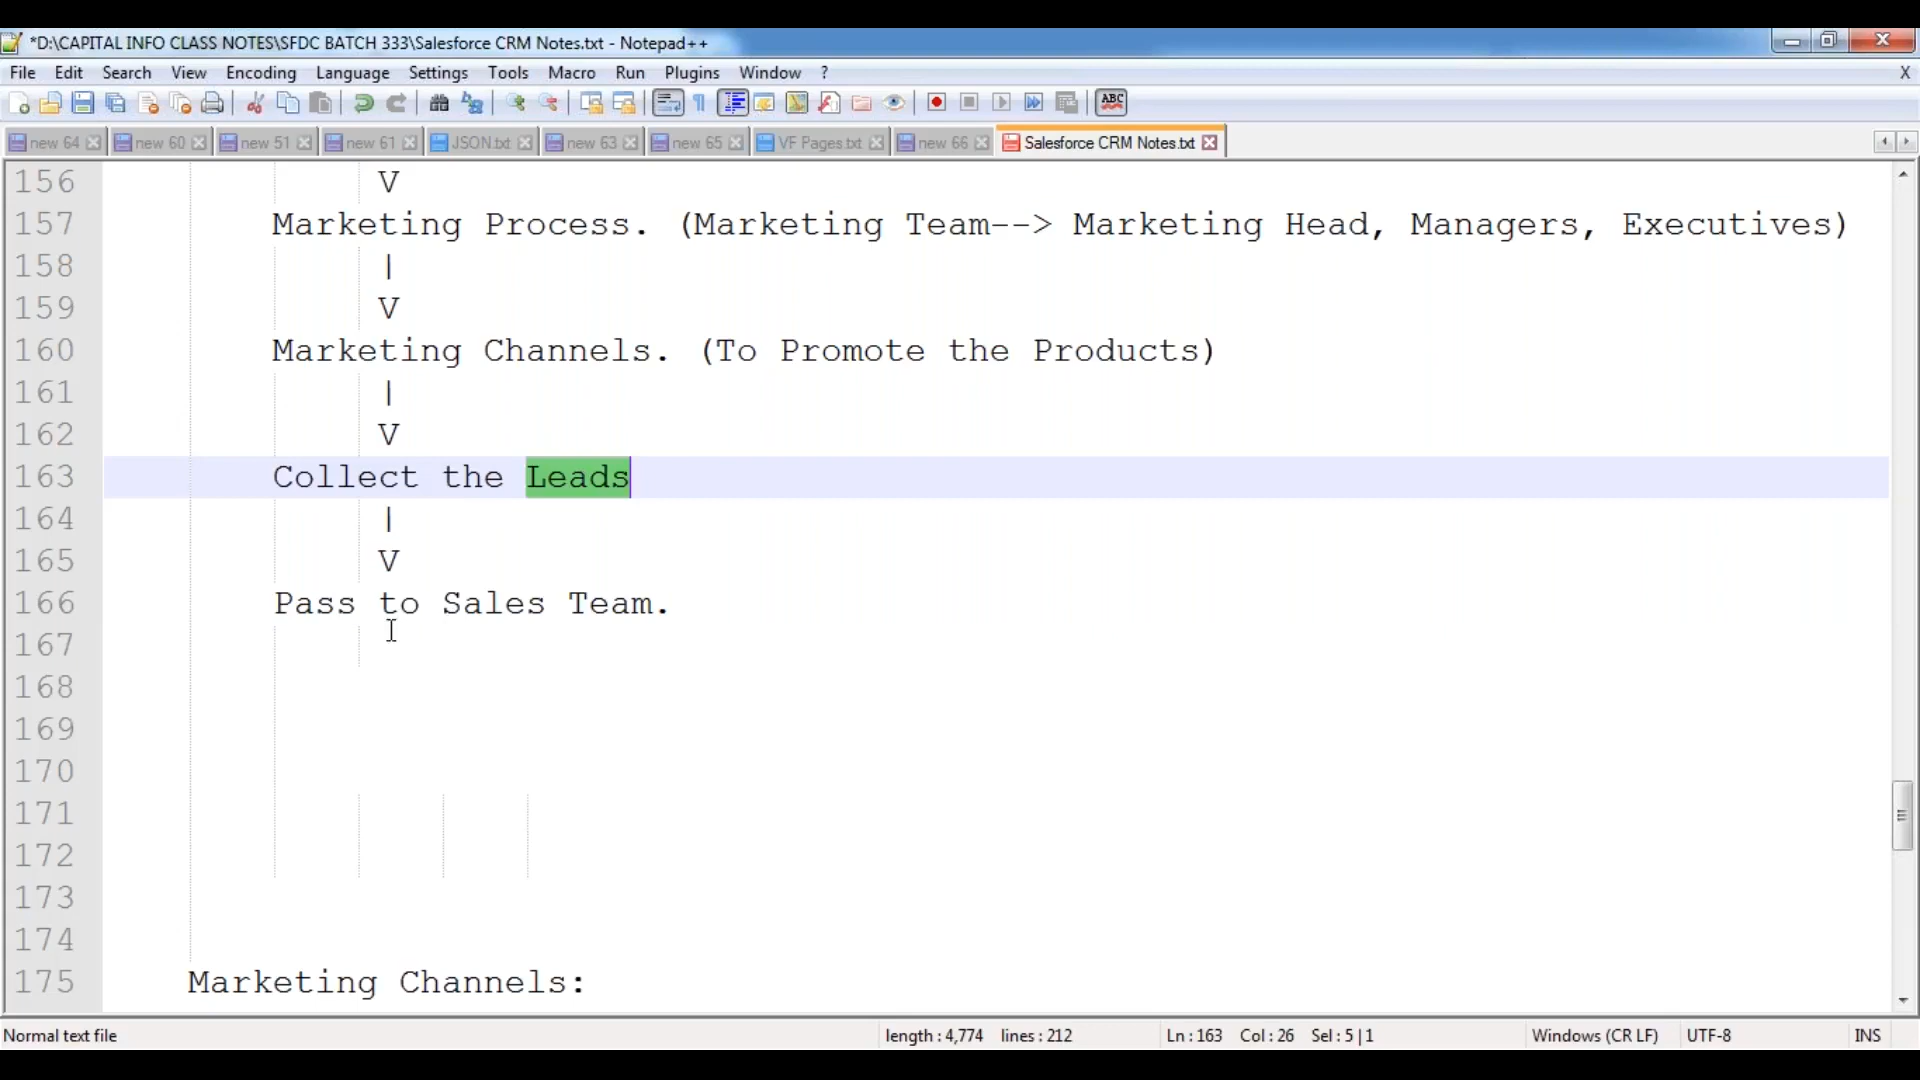 *D:\CAPITAL INFO CLASS NOTES\SFDC BATCH 333\Salesforce CRM Notes.txt - Notepad++
File Edit Search View Encoding Language Settings Tools Macro Run Plugins Window ? X
ABC
new 64 new 60 new 51 new 61 JSON.txt new 63 new 65 VF Pages.txt new 66 Salesforce CRM Notes.txt
156 V
157 Marketing Process. (Marketing Team--> Marketing Head, Managers, Executives)
158 |
159 V
160 Marketing Channels. (To Promote the Products)
161 |
162 V
163 Collect the Leads
164 |
165 V
166 Pass to Sales Team.
167
168
169
170
171
172
173
174
175 Marketing Channels:
Normal text file length : 4,774 lines : 212 Ln : 163 Col : 26 Sel : 5 | 1 Windows (CR LF) UTF-8 INS